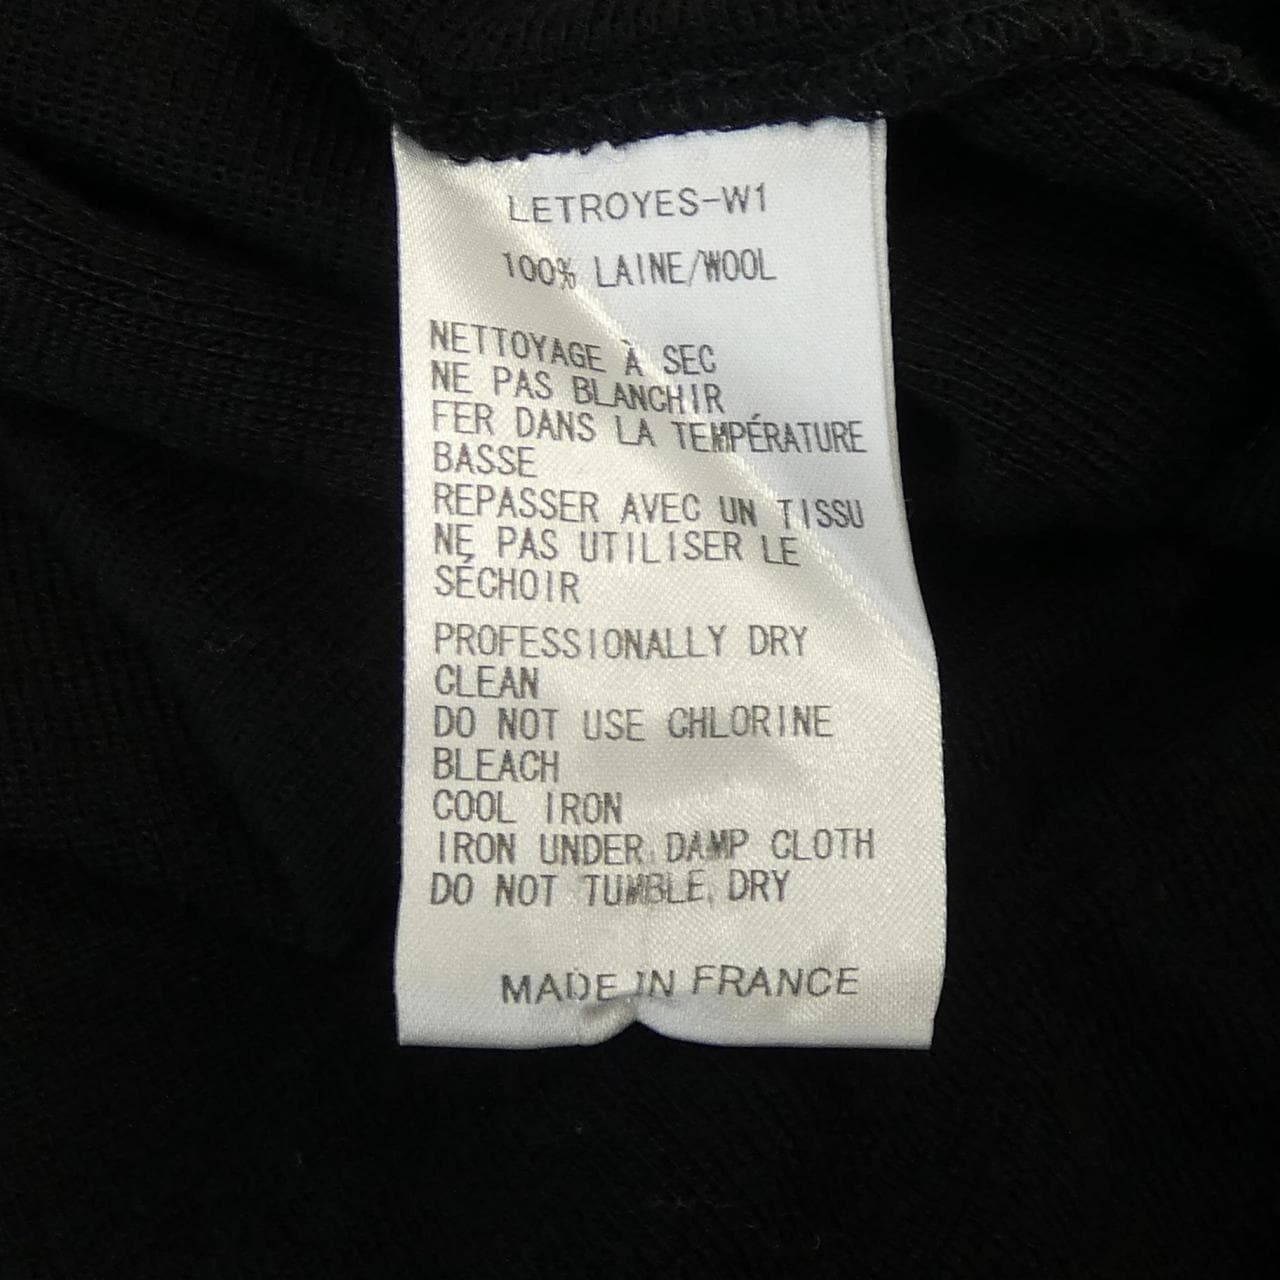 LETROYES-W1
100% LAINE/WOOL
NETTOYAGE À SEC
NE PAS BLANCHIR
FER DANS LA TEMPÉRATURE
BASSE
REPASSER AVEC UN TISSU
NE PAS UTILISER LE
SÉCHOIR
PROFESSIONALLY DRY
CLEAN
DO NOT USE CHLORINE
BLEACH
COOL IRON
IRON UNDER DAMP CLOTH
DO NOT TUMBLE DRY
MADE IN FRANCE